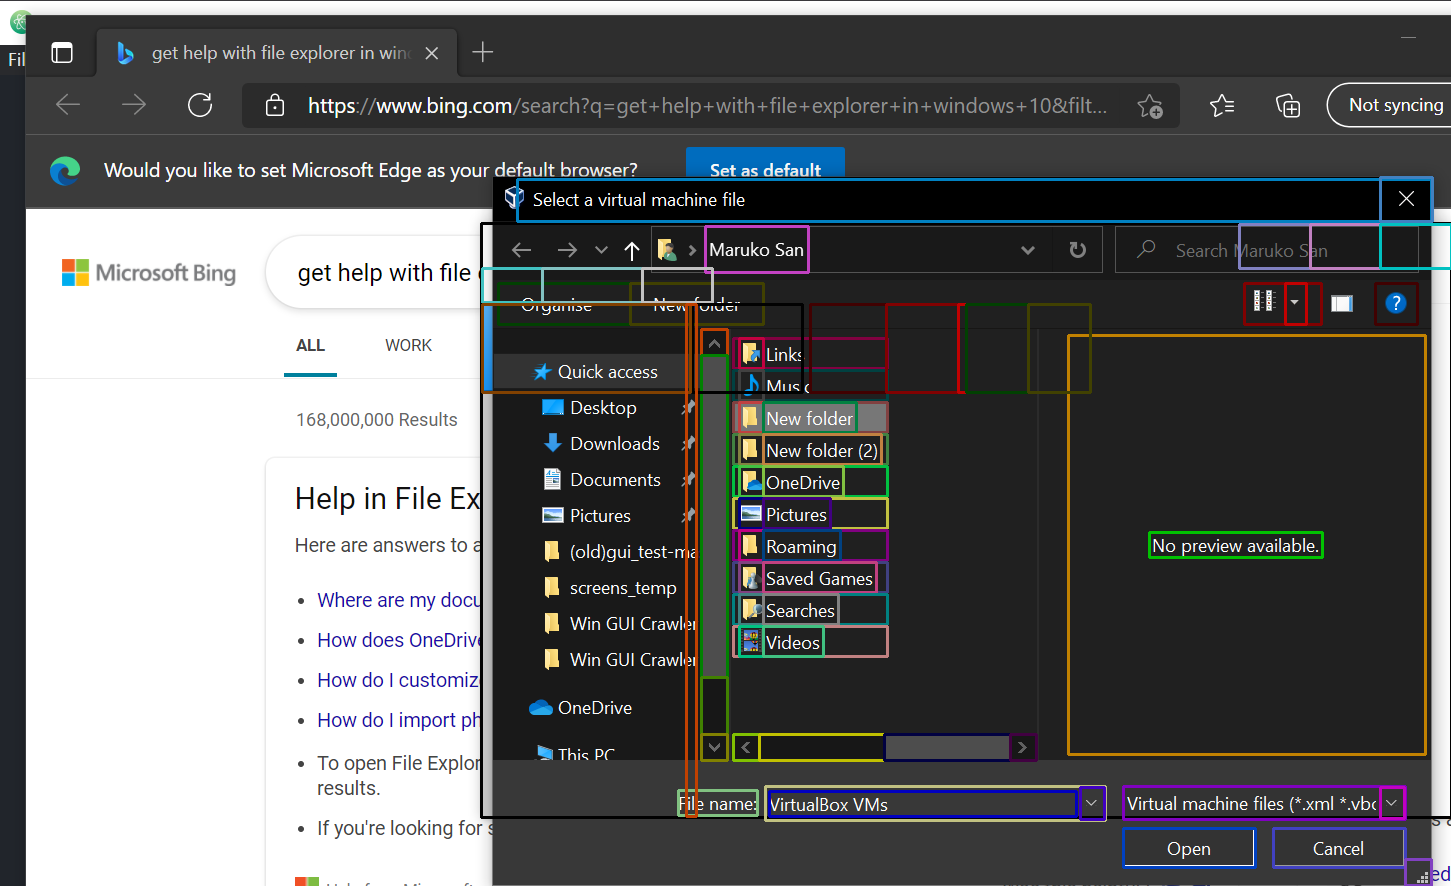 Fil
get help with file explorer in win
https://www.bing.com/search?q=get+help+with+file+explorer+in+windows+10&filt...
Not syncing
Would you like to set Microsoft Edge as your default browser?
Set as default
Select a virtual machine file
Microsoft Bing
get help with file
Maruko San
Search Maruko San
Organise
New folder
ALL
WORK
168,000,000 Results
Quick access
Desktop
Downloads
Documents
Pictures
(old)gui_test-ma
screens_temp
Win GUI Crawler
Win GUI Crawler
OneDrive
This PC
Links
Music
New folder
New folder (2)
OneDrive
Pictures
Roaming
Saved Games
Searches
Videos
No preview available.
Help in File Ex
Here are answers to a
Where are my docu
How does OneDrive
How do I customiz
How do I import ph
To open File Explor
results.
If you're looking for s
File name:
VirtualBox VMs
Virtual machine files (*.xml *.vbo
Open
Cancel
ed